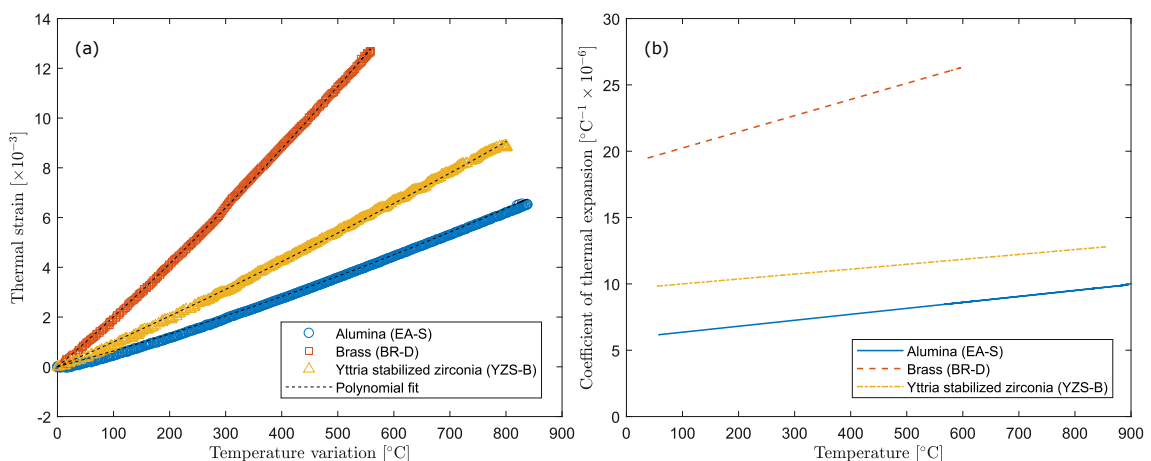 (a)
14
12
10
8
6
4
2
0
-2
Thermal strain [×10⁻³]
0 100 200 300 400 500 600 700 800 900
Temperature variation [°C]
Alumina (EA-S)
Brass (BR-D)
Yttria stabilized zirconia (YZS-B)
Polynomial fit
(b)
30
25
20
15
10
5
0
Coefficient of thermal expansion [°C⁻¹ × 10⁻⁶]
0 100 200 300 400 500 600 700 800 900
Temperature [°C]
Alumina (EA-S)
Brass (BR-D)
Yttria stabilized zirconia (YZS-B)